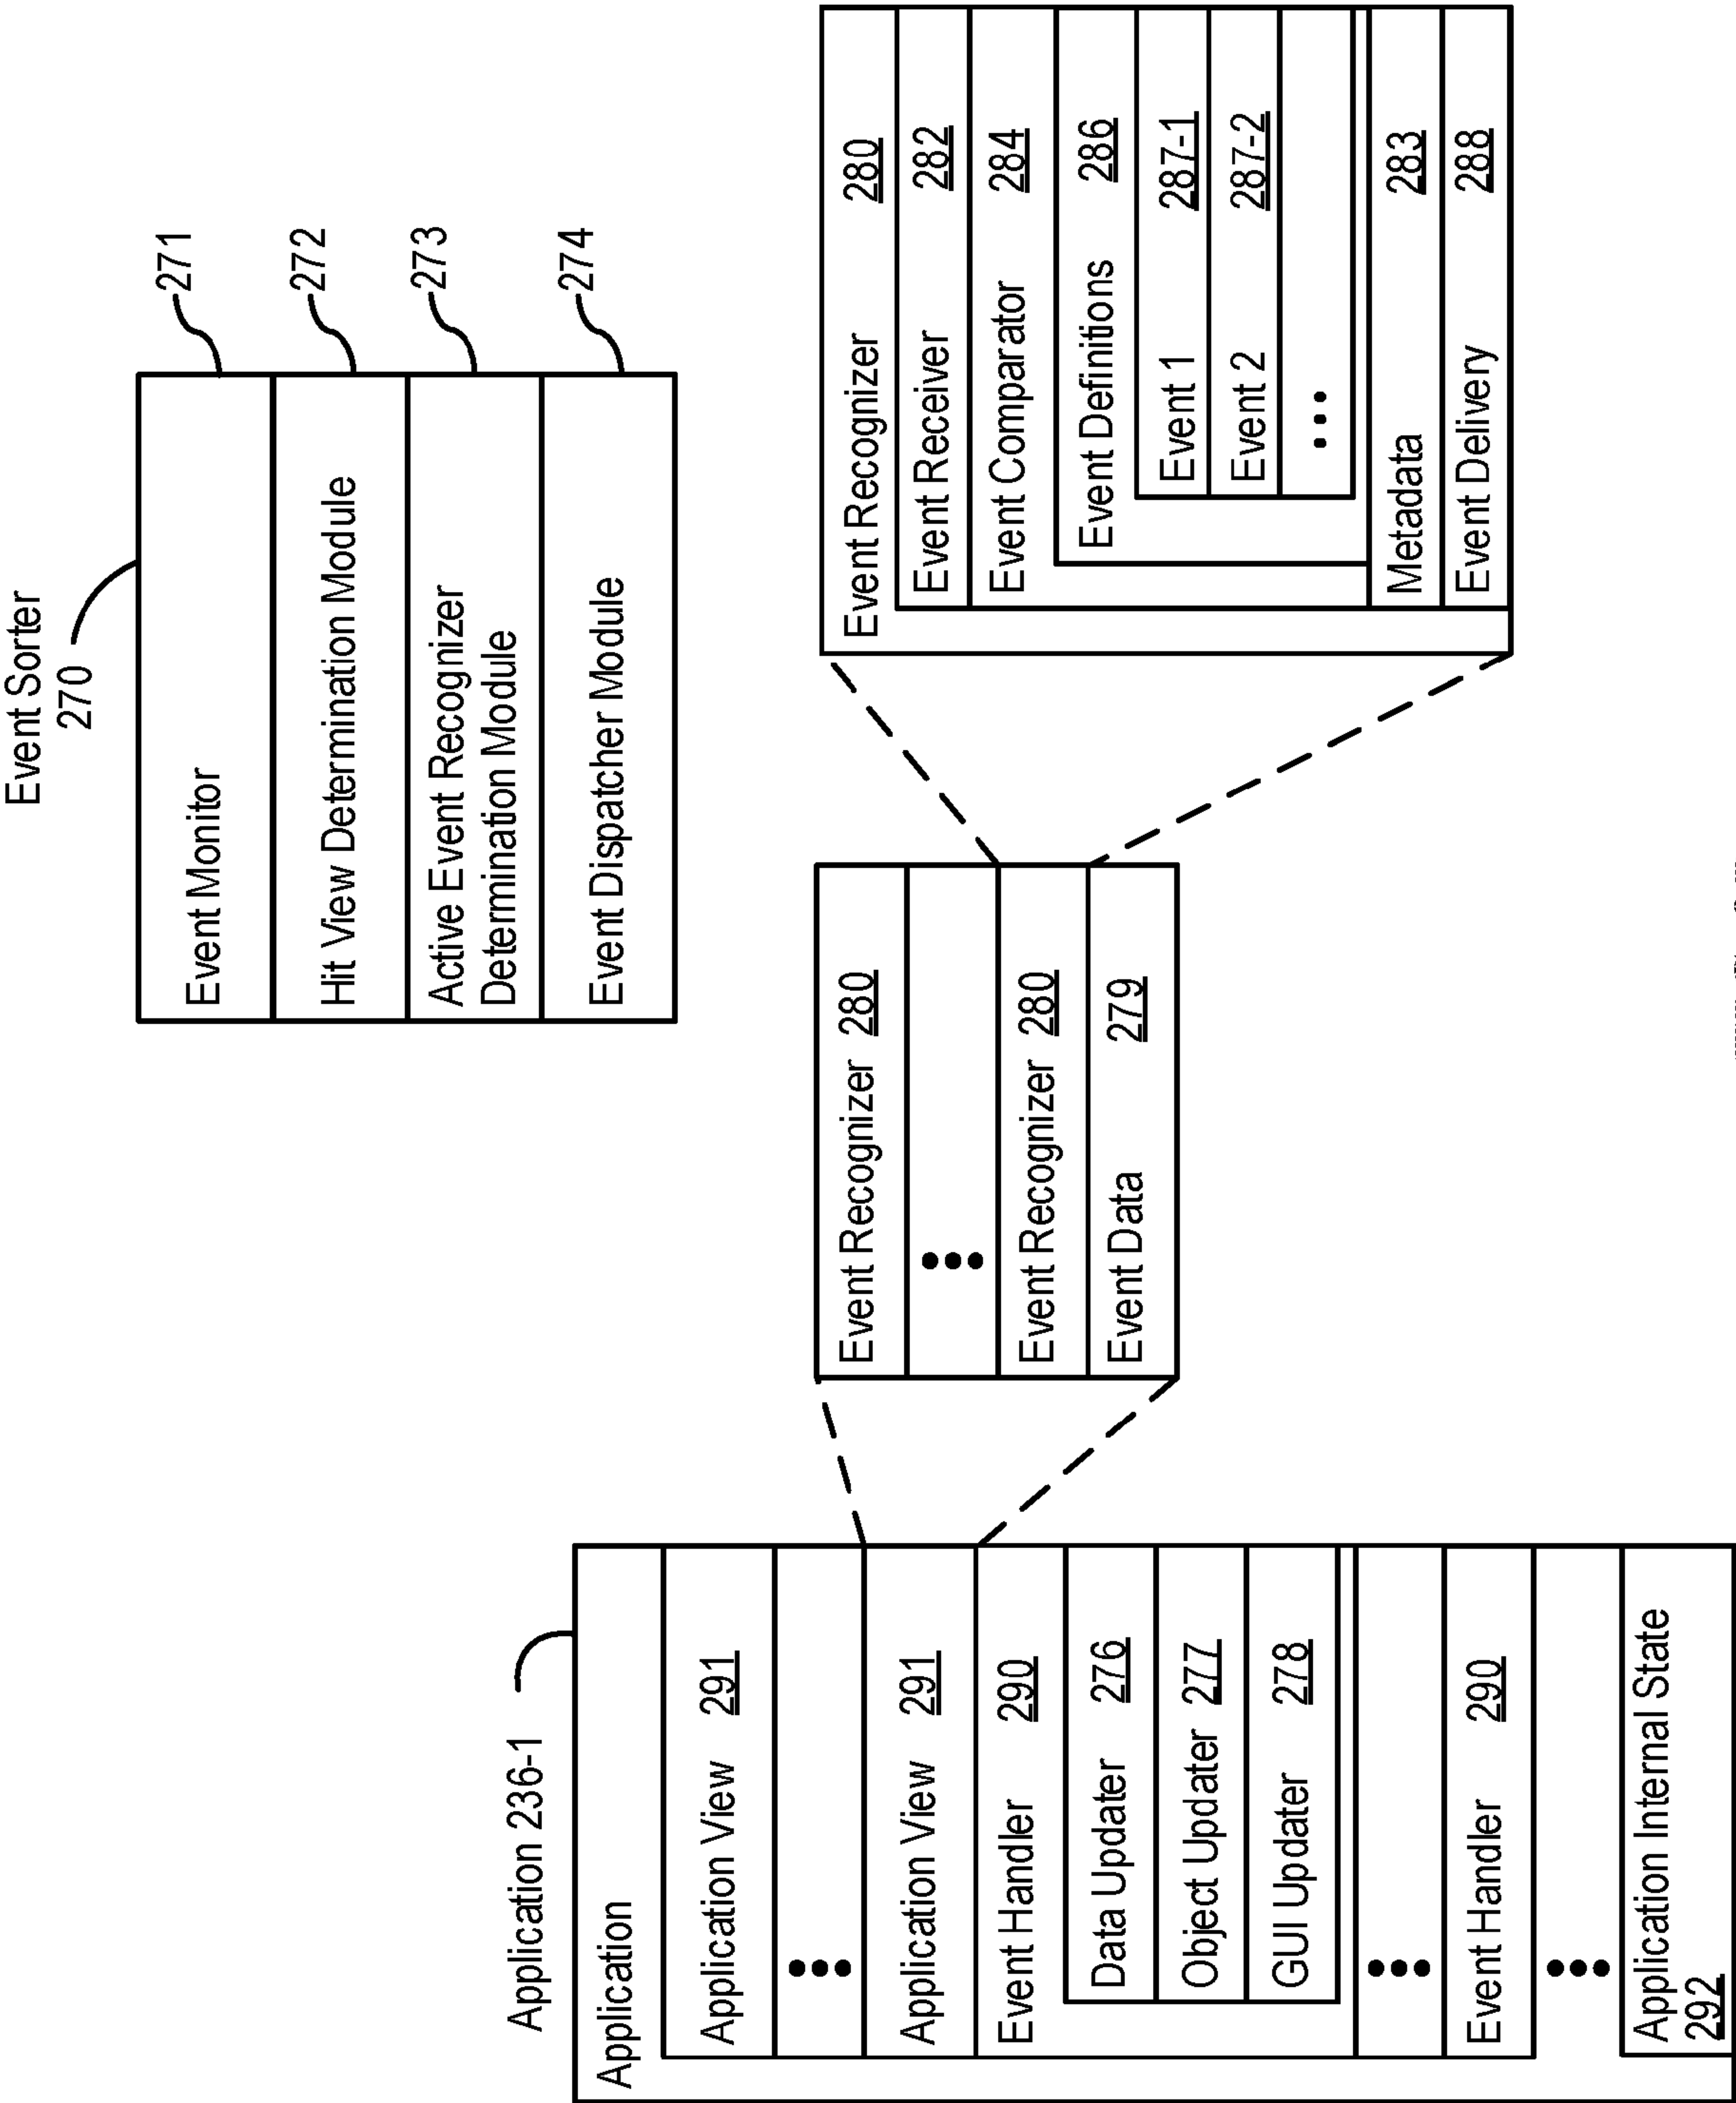 Event Sorter
270
Event Monitor
271
Hit View Determination Module
272
Active Event Recognizer
Determination Module
273
Event Dispatcher Module
274
Application 236-1
Application
Application View 291
•••
Application View 291
Event Handler 290
Data Updater 276
Object Updater 277
GUI Updater 278
•••
Event Handler 290
•••
Application Internal State
292
Event Recognizer 280
•••
Event Recognizer 280
Event Data 279
Event Recognizer 280
Event Receiver 282
Event Comparator 284
Event Definitions 286
Event 1 287-1
Event 2 287-2
•••
Metadata 283
Event Delivery 288